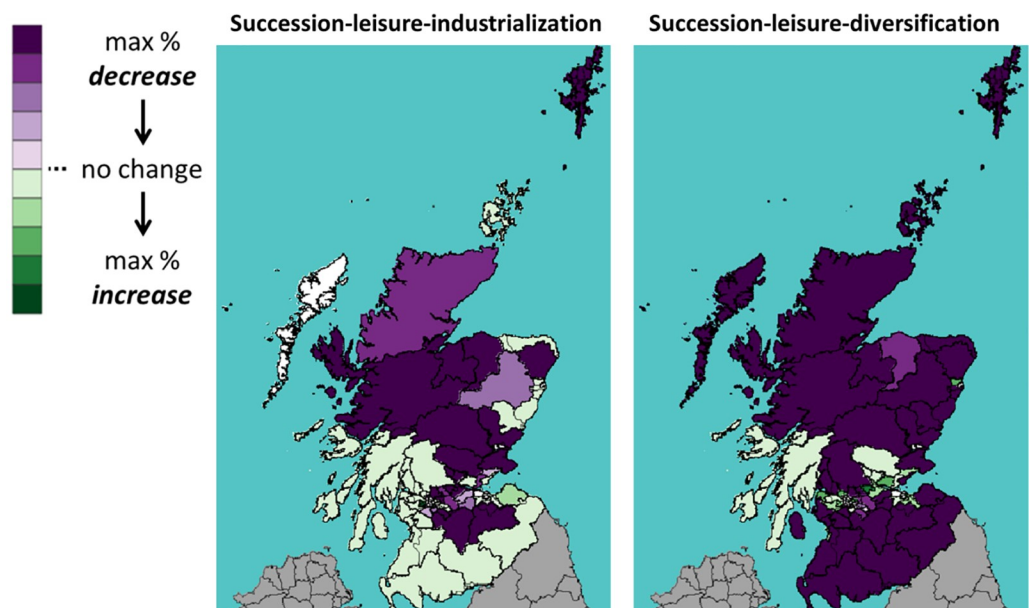 Succession-leisure-industrialization
Succession-leisure-diversification
max %
decrease
... no change
max %
increase